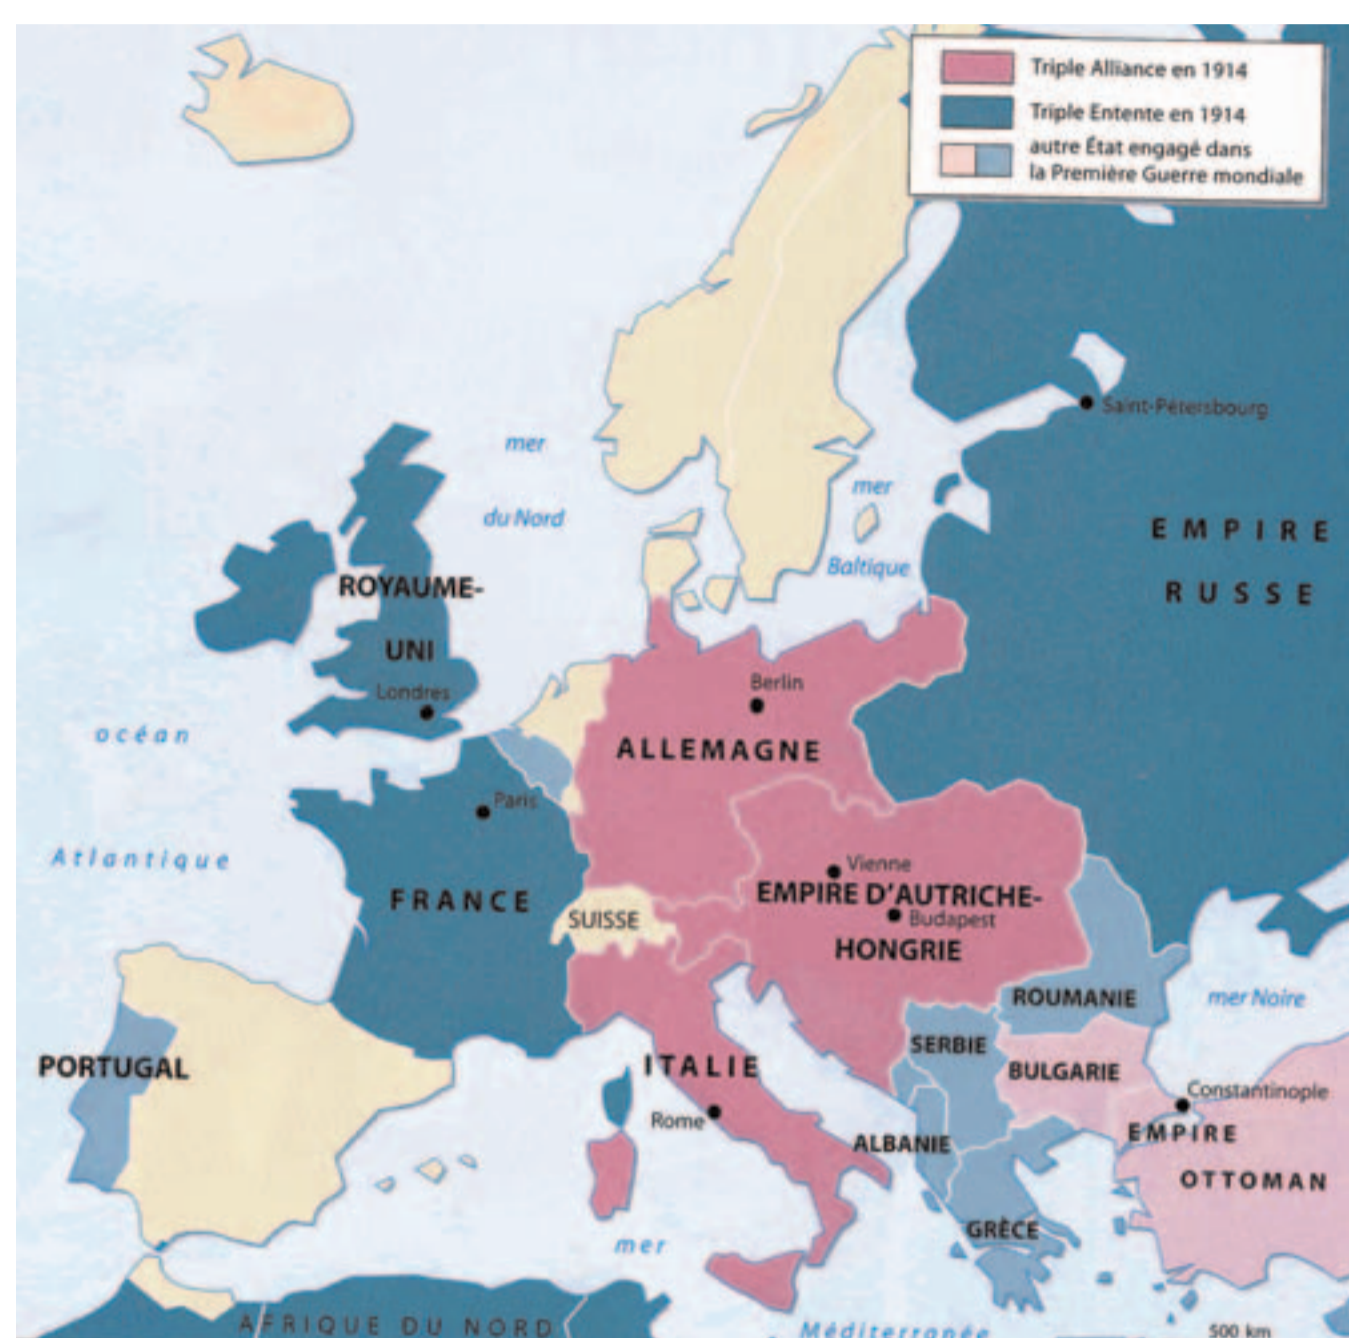 Triple Alliance en 1914
Triple Entente en 1914
autre État engagé dans
la Première Guerre mondiale
Saint-Pétersbourg
mer
du Nord
mer
Baltique
EMPIRE
RUSSE
ROYAUME-
UNI
Londres
Berlin
océan
ALLEMAGNE
Paris
Atlantique
Vienne
FRANCE
EMPIRE D'AUTRICHE-
SUISSE
Budapest
HONGRIE
ROUMANIE
mer Noire
SERBIE
PORTUGAL
ITALIE
BULGARIE
Constantinople
Rome
ALBANIE
EMPIRE
OTTOMAN
GRÈCE
mer
AFRIQUE DU NORD
Méditerranée
500 km